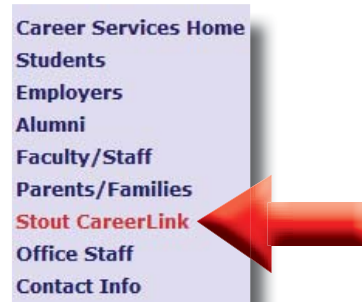 Career Services Home
Students
Employers
Alumni
Faculty/Staff
Parents/Families
Stout CareerLink
Office Staff
Contact Info